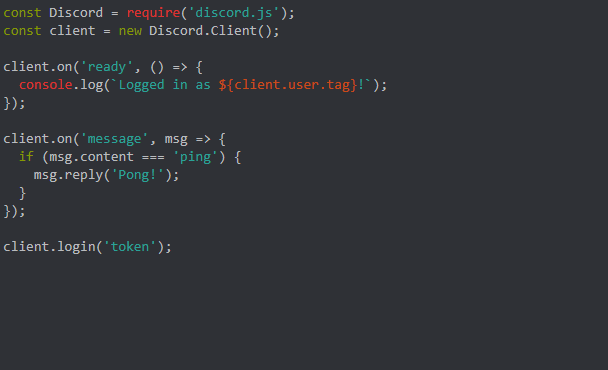 const Discord = require('discord.js');
const client = new Discord.Client();

client.on('ready', () => {
  console.log(`Logged in as ${client.user.tag}!`);
});

client.on('message', msg => {
  if (msg.content === 'ping') {
    msg.reply('Pong!');
  }
});

client.login('token');